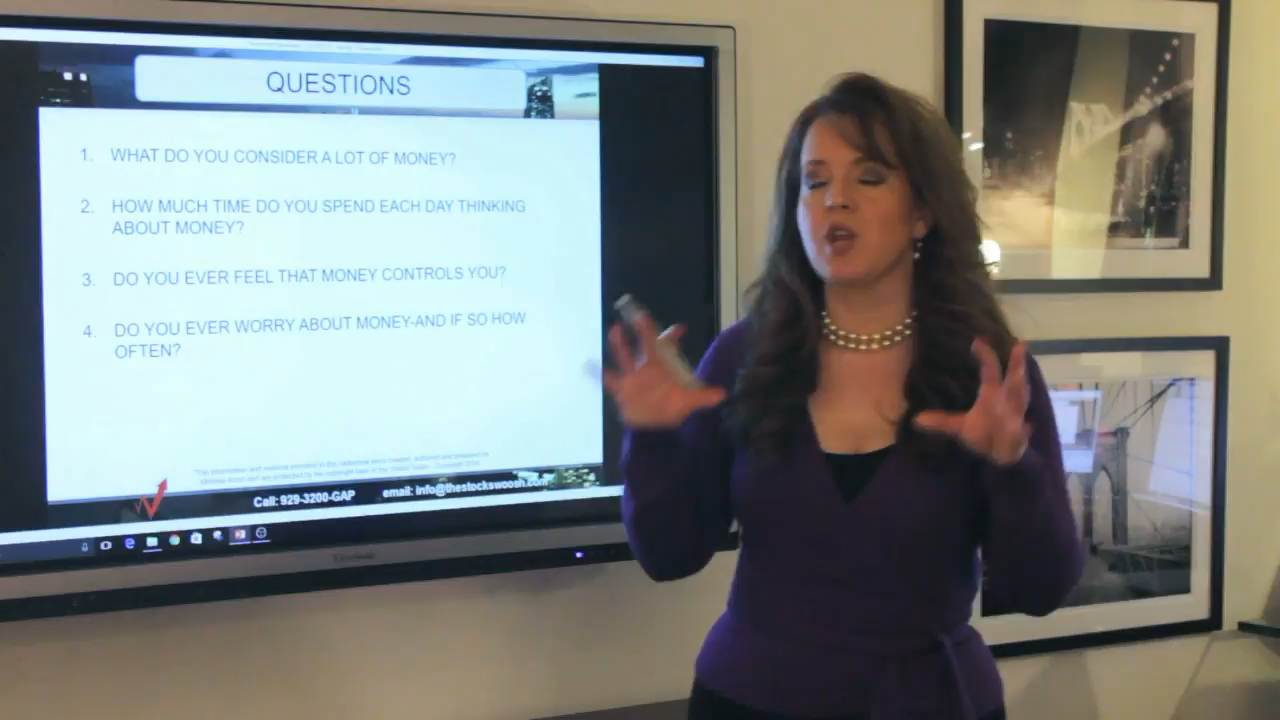 QUESTIONS
1. WHAT DO YOU CONSIDER A LOT OF MONEY?
2. HOW MUCH TIME DO YOU SPEND EACH DAY THINKING
ABOUT MONEY?
3. DO YOU EVER FEEL THAT MONEY CONTROLS YOU?
4. DO YOU EVER WORRY ABOUT MONEY-AND IF SO HOW
OFTEN?
Call: 929-3200-GAP email: info@thestockswoosh.com